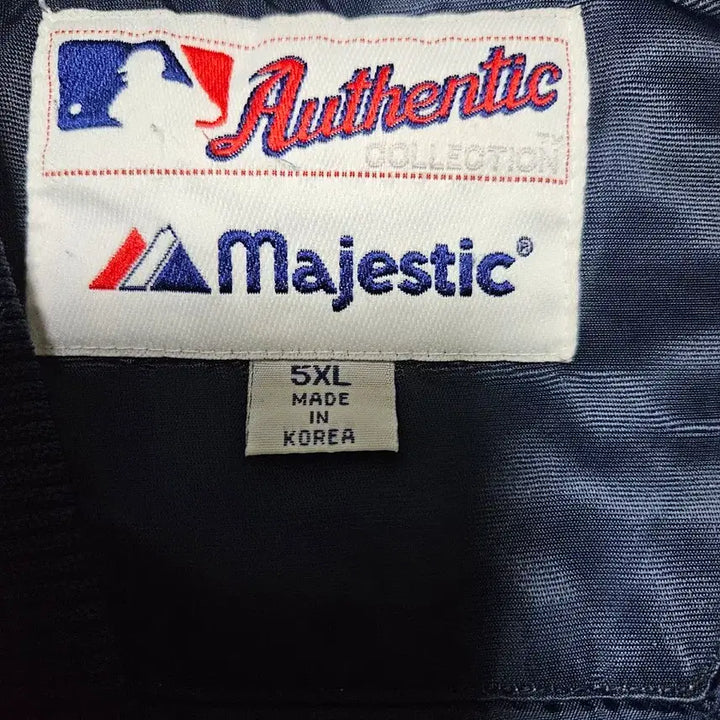 Authentic
COLLECTION™
Majestic®
5XL
MADE
IN
KOREA